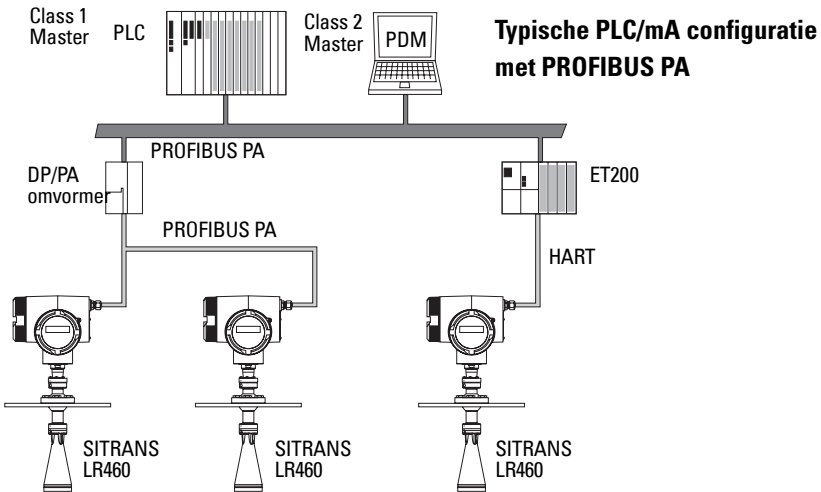 Class 1
Master
PLC
Class 2
Master
PDM
Typische PLC/mA configuratie
met PROFIBUS PA
PROFIBUS PA
DP/PA
omvormer
ET200
PROFIBUS PA
HART
SITRANS
LR460
SITRANS
LR460
SITRANS
LR460